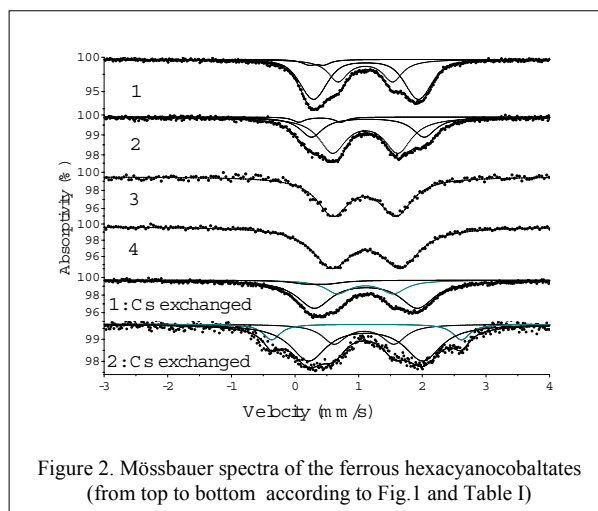 100
95
1
100
99
98
2
100
98
96
3
100
98
96
4
100
98
96
1:Cs exchanged
99
98
2:Cs exchanged
Absorptivity (%)
-3 -2 -1 0 1 2 3 4
Velocity (mm/s)
Figure 2. Mössbauer spectra of the ferrous hexacyanocobaltates
(from top to bottom according to Fig.1 and Table I)